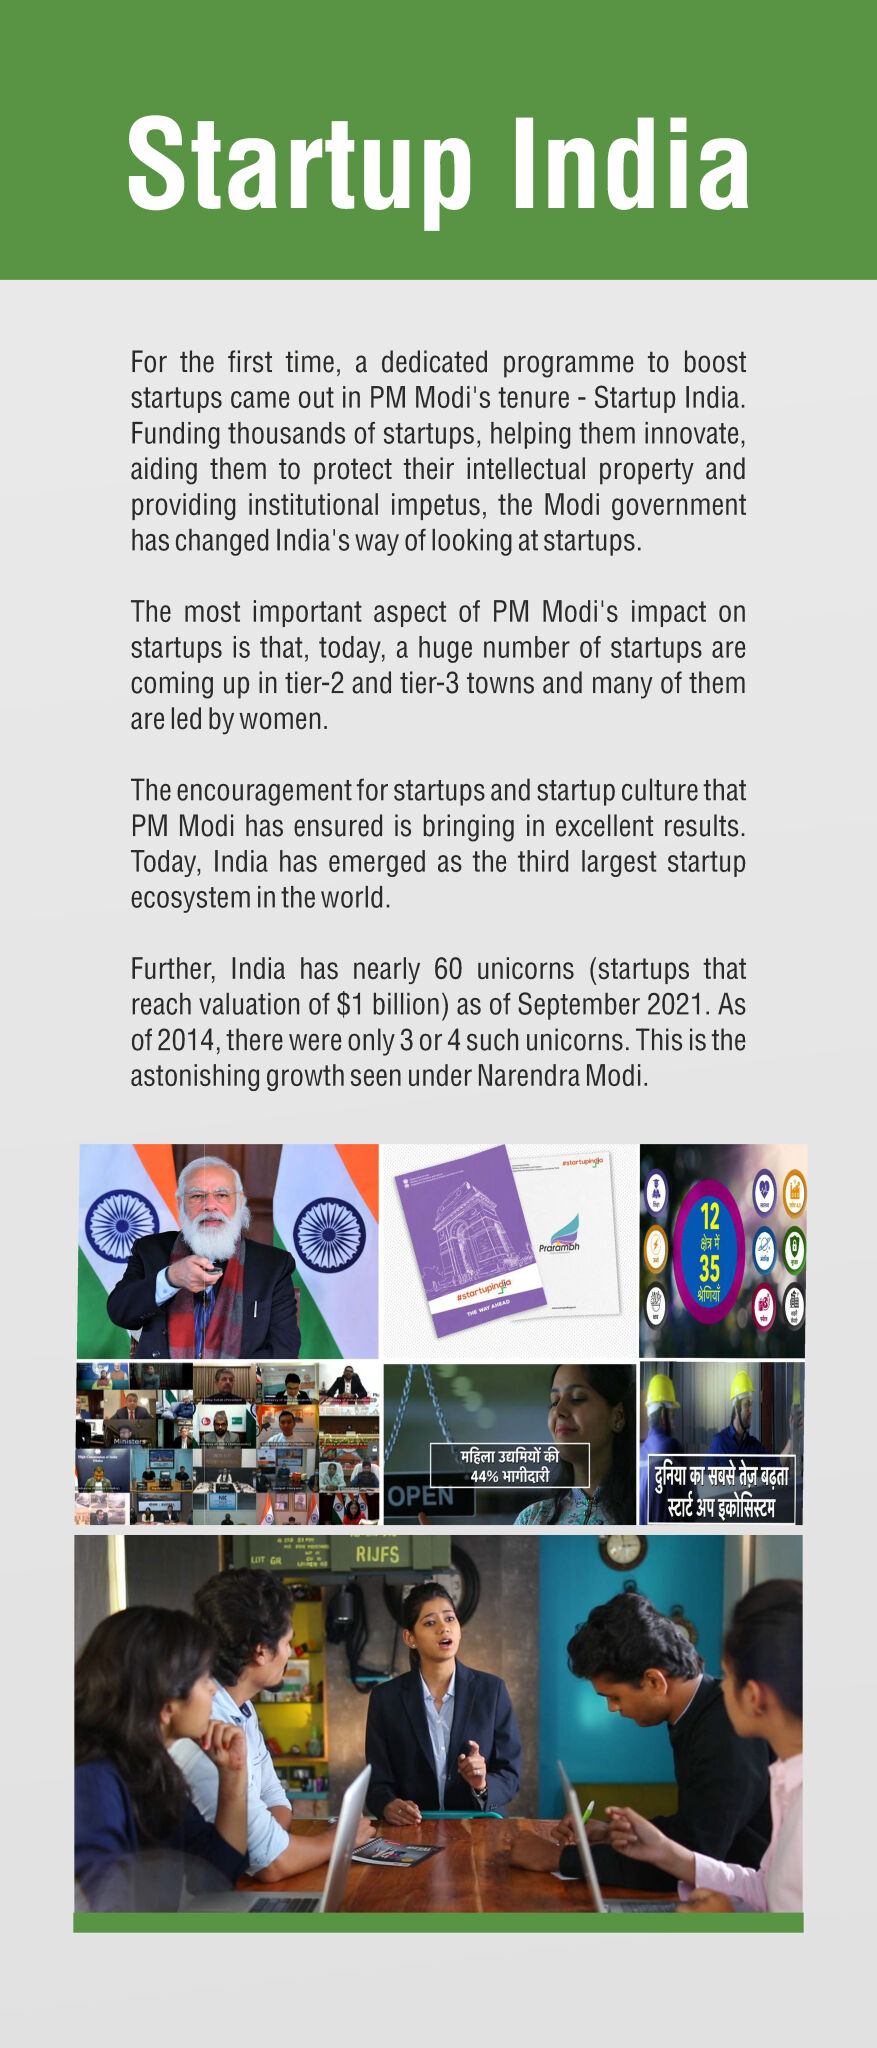 Startup India
For the first time, a dedicated programme to boost
startups came out in PM Modi's tenure - Startup India.
Funding thousands of startups, helping them innovate,
aiding them to protect their intellectual property and
providing institutional impetus, the Modi government
has changed India's way of looking at startups.
The most important aspect of PM Modi's impact on
startups is that, today, a huge number of startups are
coming up in tier-2 and tier-3 towns and many of them
are led by women.
The encouragement for startups and startup culture that
PM Modi has ensured is bringing in excellent results.
Today, India has emerged as the third largest startup
ecosystem in the world.
Further, India has nearly 60 unicorns (startups that
reach valuation of $1 billion) as of September 2021. As
of 2014, there were only 3 or 4 such unicorns. This is the
astonishing growth seen under Narendra Modi.
#startupindia
Prarambh
#startupindia
THE WAY AHEAD
12
क्षेत्र में
35
श्रेणियाँ
Ministers
महिला उद्यमियों की
44% भागीदारी
OPEN
दुनिया का सबसे तेज़ बढ़ता
स्टार्ट अप इकोसिस्टम
LOT GR
RIJFS